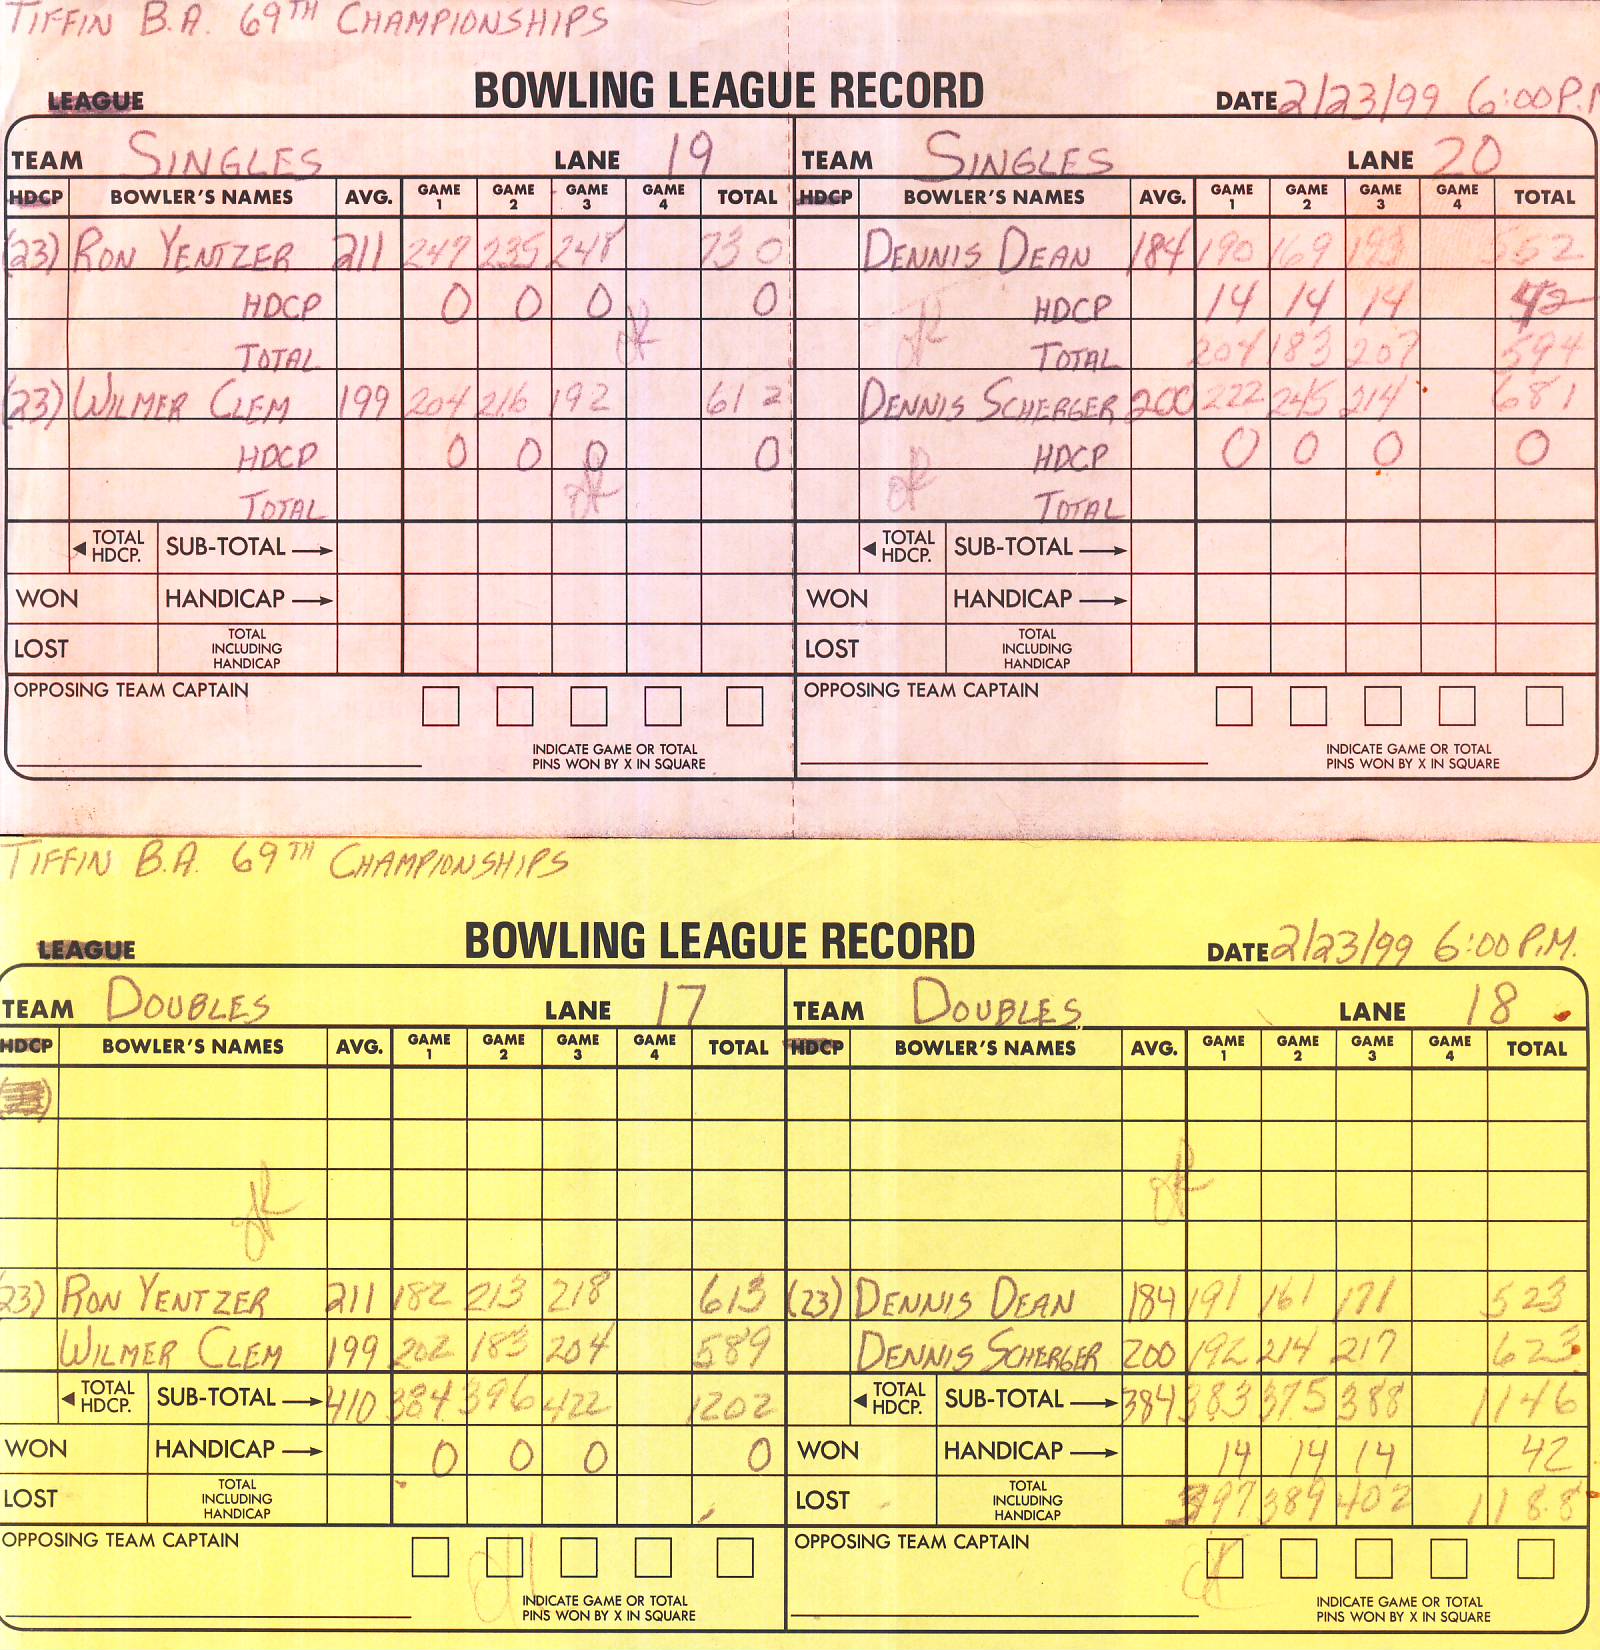 TIFFIN B.A. 69TH CHAMPIONSHIPS
BOWLING LEAGUE RECORD
LEAGUE DATE 2/23/99 6:00 P.M
TEAM SINGLES LANE 19 TEAM SINGLES LANE 20
HDCP BOWLER'S NAMES AVG. GAME 1 GAME 2 GAME 3 GAME 4 TOTAL HDCP BOWLER'S NAMES AVG. GAME 1 GAME 2 GAME 3 GAME 4 TOTAL
(23) RON YENTZER 211 247 235 248 730 DENNIS DEAN 184 190 169 193 552
HDCP 0 0 0 0 HDCP 14 14 14 42
TOTAL TOTAL 204 183 207 594
(23) WILMER CLEM 199 204 216 192 612 DENNIS SCHERGER 200 222 245 214 681
HDCP 0 0 0 0 HDCP 0 0 0 0
TOTAL TOTAL
TOTAL HDCP. SUB-TOTAL TOTAL HDCP. SUB-TOTAL
WON HANDICAP WON HANDICAP
LOST TOTAL INCLUDING HANDICAP LOST TOTAL INCLUDING HANDICAP
OPPOSING TEAM CAPTAIN OPPOSING TEAM CAPTAIN
INDICATE GAME OR TOTAL INDICATE GAME OR TOTAL
PINS WON BY X IN SQUARE PINS WON BY X IN SQUARE
TIFFIN B.A. 69TH CHAMPIONSHIPS
BOWLING LEAGUE RECORD
LEAGUE DATE 2/23/99 6:00 P.M.
TEAM DOUBLES LANE 17 TEAM DOUBLES LANE 18
HDCP BOWLER'S NAMES AVG. GAME 1 GAME 2 GAME 3 GAME 4 TOTAL HDCP BOWLER'S NAMES AVG. GAME 1 GAME 2 GAME 3 GAME 4 TOTAL
23) RON YENTZER 211 182 213 218 613 (23) DENNIS DEAN 184 191 161 171 523
WILMER CLEM 199 202 183 204 589 DENNIS SCHERGER 200 192 214 217 623
TOTAL HDCP. SUB-TOTAL 410 384 396 422 1202 TOTAL HDCP. SUB-TOTAL 384 383 375 388 1146
WON HANDICAP 0 0 0 0 WON HANDICAP 14 14 14 42
LOST TOTAL INCLUDING HANDICAP LOST TOTAL INCLUDING HANDICAP 397 389 402 1188
OPPOSING TEAM CAPTAIN OPPOSING TEAM CAPTAIN
INDICATE GAME OR TOTAL INDICATE GAME OR TOTAL
PINS WON BY X IN SQUARE PINS WON BY X IN SQUARE